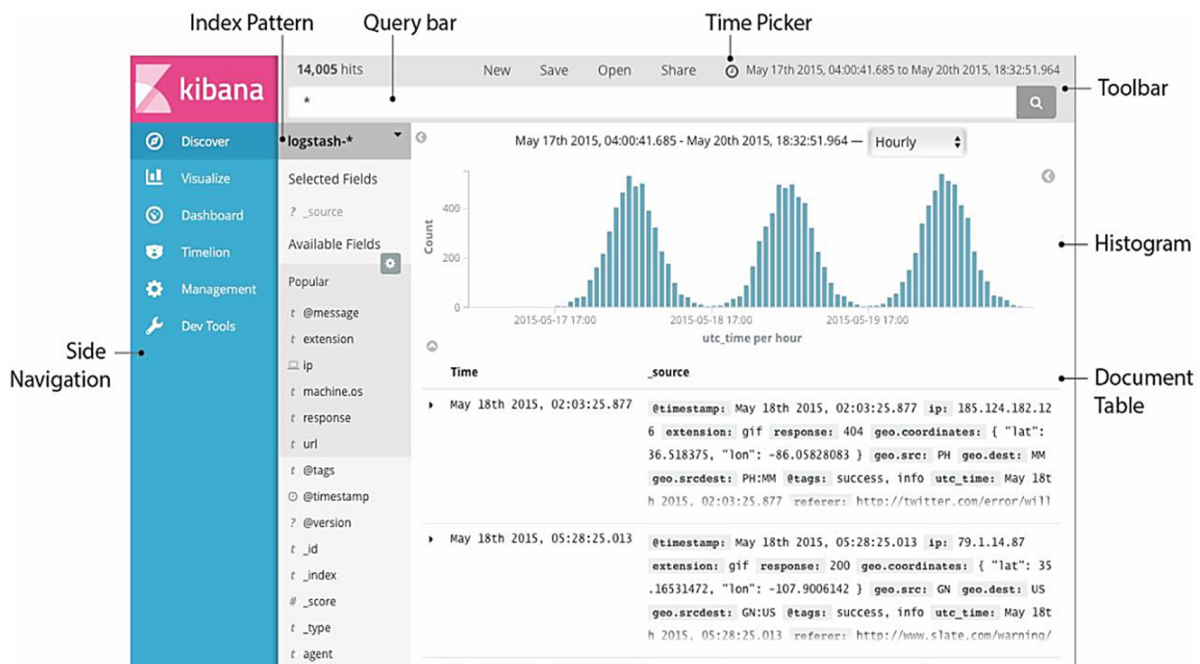 Index Pattern
Query bar
Time Picker
Toolbar
Histogram
Document
Table
Side
Navigation
kibana
14,005 hits
New Save Open Share May 17th 2015, 04:00:41.685 to May 20th 2015, 18:32:51.964
*
Discover
Visualize
Dashboard
Timelion
Management
Dev Tools
logstash-*
Selected Fields
? _source
Available Fields
Popular
t @message
t extension
ip
t machine.os
t response
t url
t @tags
@timestamp
? @version
t _id
t _index
# _score
t _type
t agent
May 17th 2015, 04:00:41.685 - May 20th 2015, 18:32:51.964 — Hourly
Count
400
200
0
2015-05-17 17:00 2015-05-18 17:00 2015-05-19 17:00
utc_time per hour
Time _source
May 18th 2015, 02:03:25.877 @timestamp: May 18th 2015, 02:03:25.877 ip: 185.124.182.12
6 extension: gif response: 404 geo.coordinates: { "lat":
36.518375, "lon": -86.05828083 } geo.src: PH geo.dest: MM
geo.srcdest: PH:MM @tags: success, info utc_time: May 18t
h 2015, 02:03:25.877 referer: http://twitter.com/error/will
May 18th 2015, 05:28:25.013 @timestamp: May 18th 2015, 05:28:25.013 ip: 79.1.14.87
extension: gif response: 200 geo.coordinates: { "lat": 35
.16531472, "lon": -107.9006142 } geo.src: GN geo.dest: US
geo.srcdest: GN:US @tags: success, info utc_time: May 18t
h 2015, 05:28:25.013 referer: http://www.slate.com/warning/